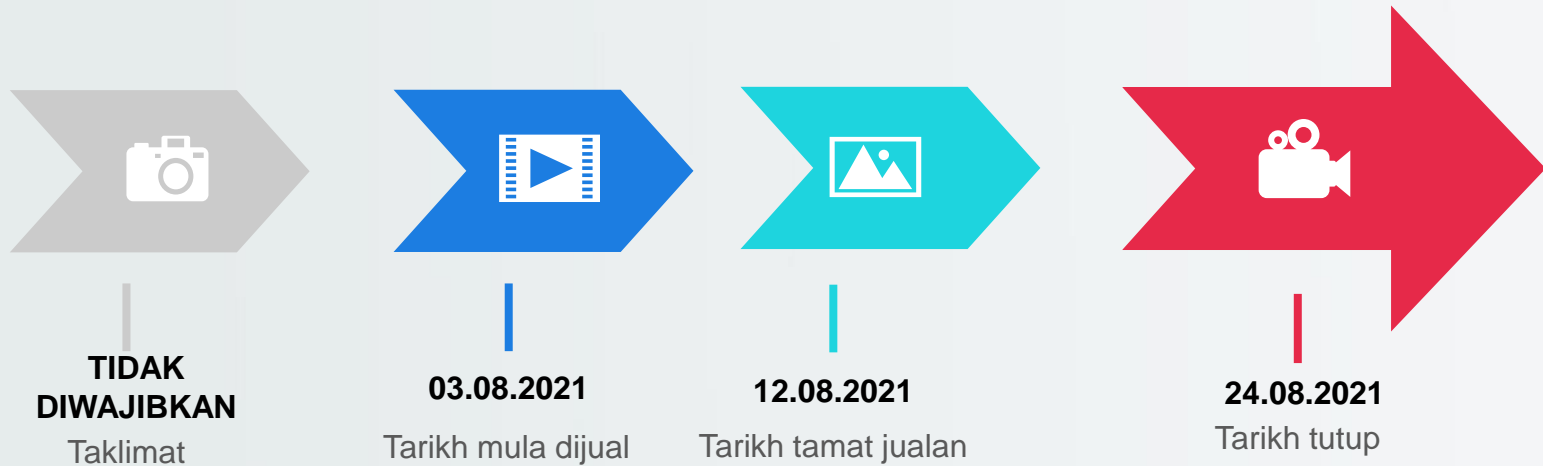 TIDAK
DIWAJIBKAN
Taklimat
03.08.2021
Tarikh mula dijual
12.08.2021
Tarikh tamat jualan
24.08.2021
Tarikh tutup